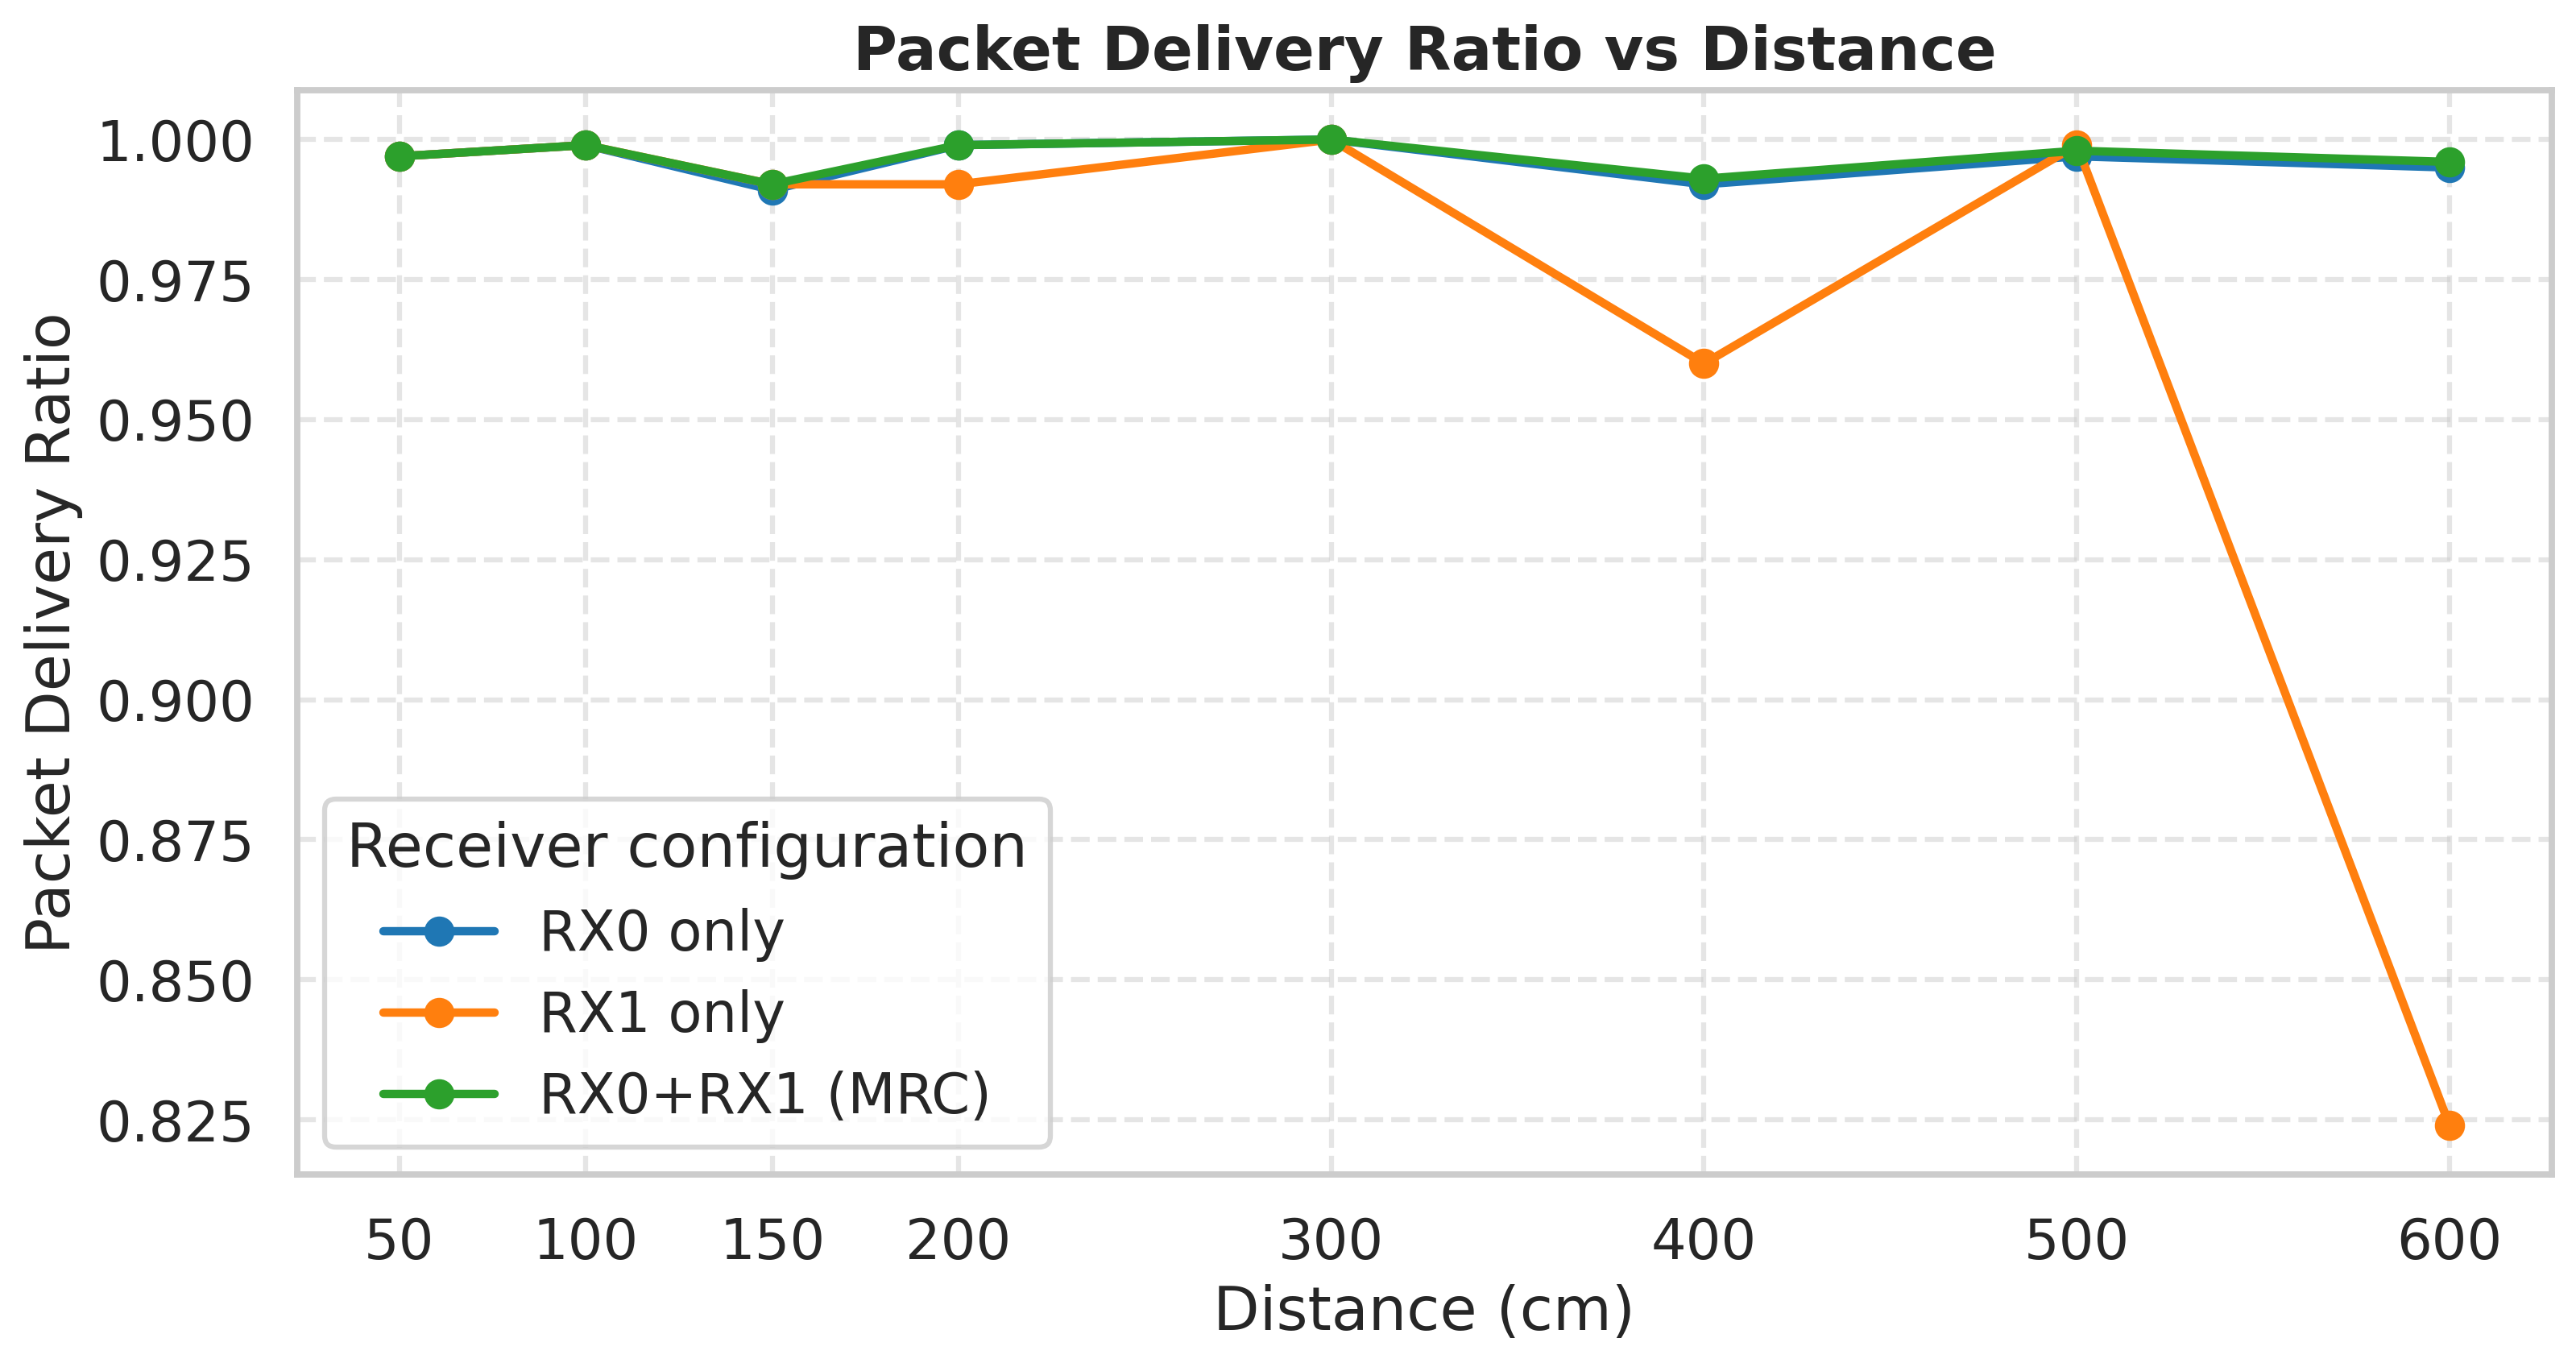 Packet Delivery Ratio vs Distance
Packet Delivery Ratio
1.000
0.975
0.950
0.925
0.900
0.875
0.850
0.825
Receiver configuration
RX0 only
RX1 only
RX0+RX1 (MRC)
50 100 150 200 300 400 500 600
Distance (cm)